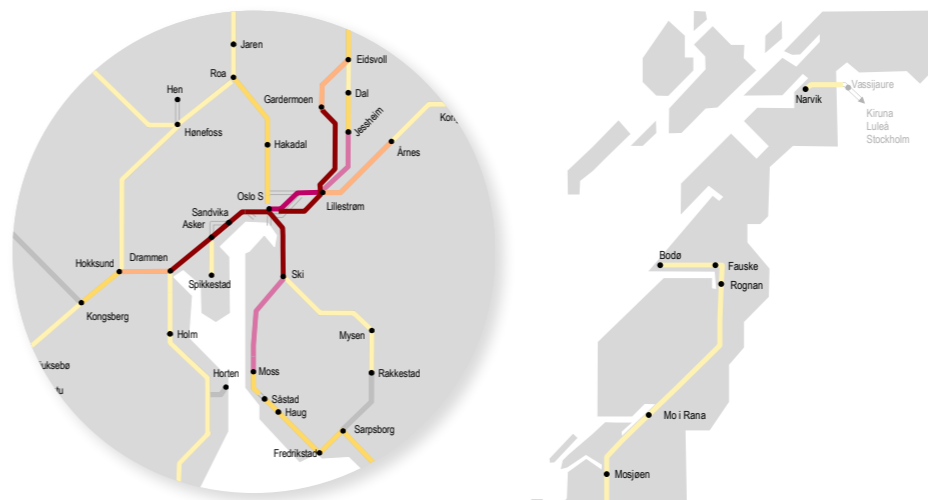 Jaren
Roa
Hen
Hønefoss
Hakadal
Eidsvoll
Gardermoen
Dal
Jessheim
Årnes
Oslo S
Lillestrøm
Sandvika
Asker
Drammen
Hokksund
Kongsberg
Spikkestad
Ski
Holm
Horten
Mysen
Moss
Rakkestad
Såstad
Haug
Sarpsborg
Fredrikstad
Narvik
Vassijaure
Kiruna
Luleå
Stockholm
Bodø
Fauske
Rognan
Mo i Rana
Mosjøen